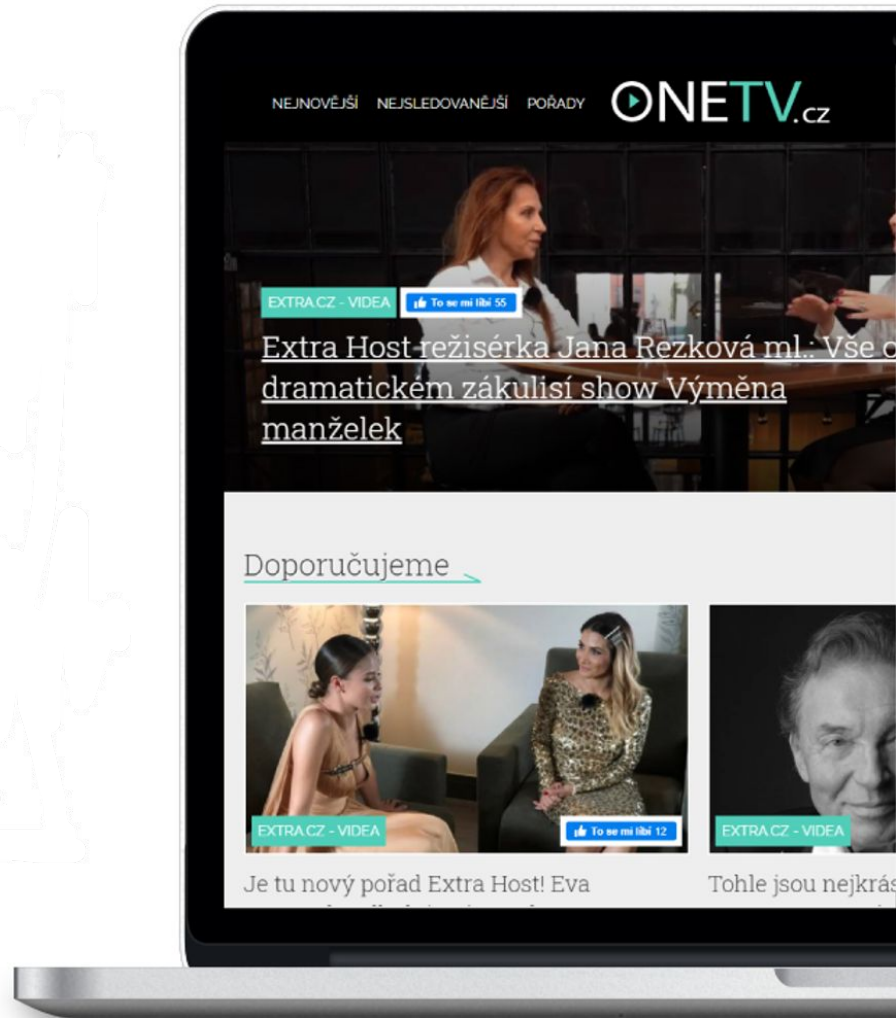 NEJNOVĚJŠÍ NEJSLEDOVANĚJŠÍ POŘADY ONETV.cz
EXTRA.CZ - VIDEA To se mi líbí 55
Extra Host režisérka Jana Rezková ml.: Vše o
dramatickém zákulisí show Výměna
manželek
Doporučujeme
EXTRA.CZ - VIDEA To se mi líbí 12 EXTRA.CZ - VIDEA
Je tu nový pořad Extra Host! Eva
Tohle jsou nejkrás